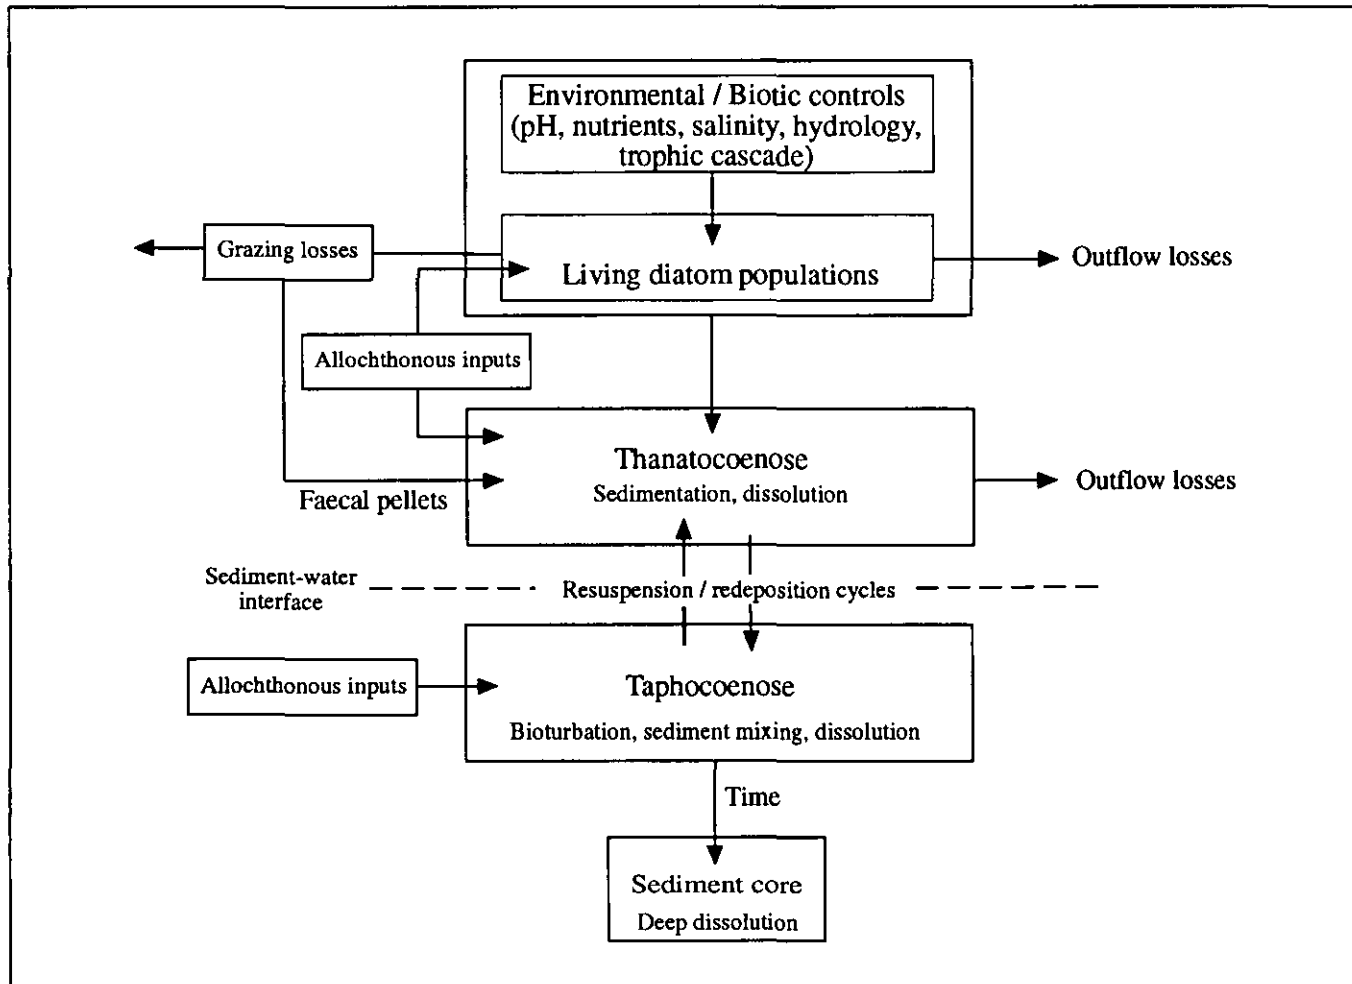 Environmental / Biotic controls
(pH, nutrients, salinity, hydrology,
trophic cascade)
Grazing losses
Living diatom populations
Outflow losses
Allochthonous inputs
Thanatocoenose
Sedimentation, dissolution
Faecal pellets
Outflow losses
Sediment-water
interface
Resuspension / redeposition cycles
Allochthonous inputs
Taphocoenose
Bioturbation, sediment mixing, dissolution
Time
Sediment core
Deep dissolution